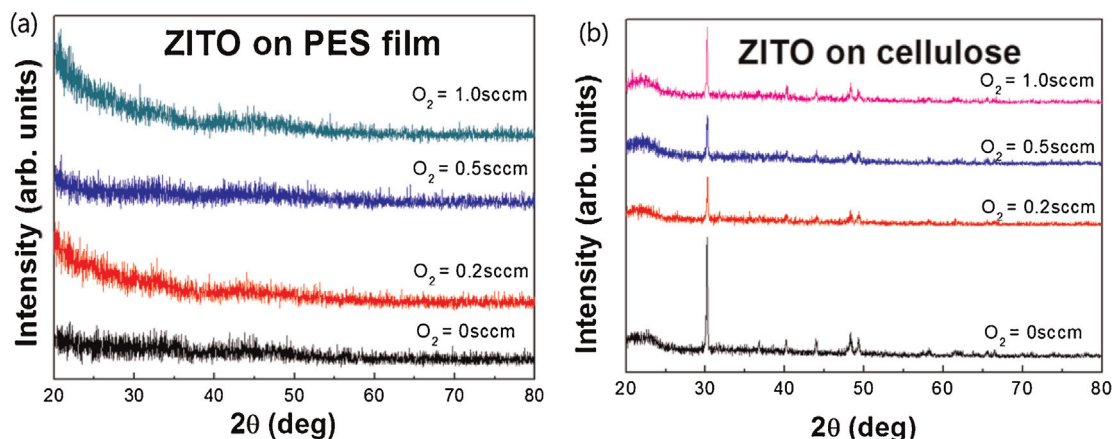 (a)
ZITO on PES film
O2 = 1.0sccm
O2 = 0.5sccm
O2 = 0.2sccm
O2 = 0sccm
Intensity (arb. units)
20 30 40 50 60 70 80
2θ (deg)
(b)
ZITO on cellulose
O2 = 1.0sccm
O2 = 0.5sccm
O2 = 0.2sccm
O2 = 0sccm
Intensity (arb. units)
20 30 40 50 60 70 80
2θ (deg)